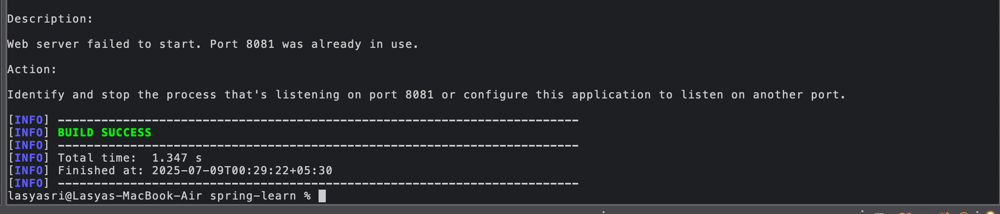 Description:
Web server failed to start. Port 8081 was already in use.
Action:
Identify and stop the process that's listening on port 8081 or configure this application to listen on another port.
[INFO] ------------------------------------------------------------------------
[INFO] BUILD SUCCESS
[INFO] ------------------------------------------------------------------------
[INFO] Total time:  1.347 s
[INFO] Finished at: 2025-07-09T00:29:22+05:30
[INFO] ------------------------------------------------------------------------
lasyasri@Lasyas-MacBook-Air spring-learn %